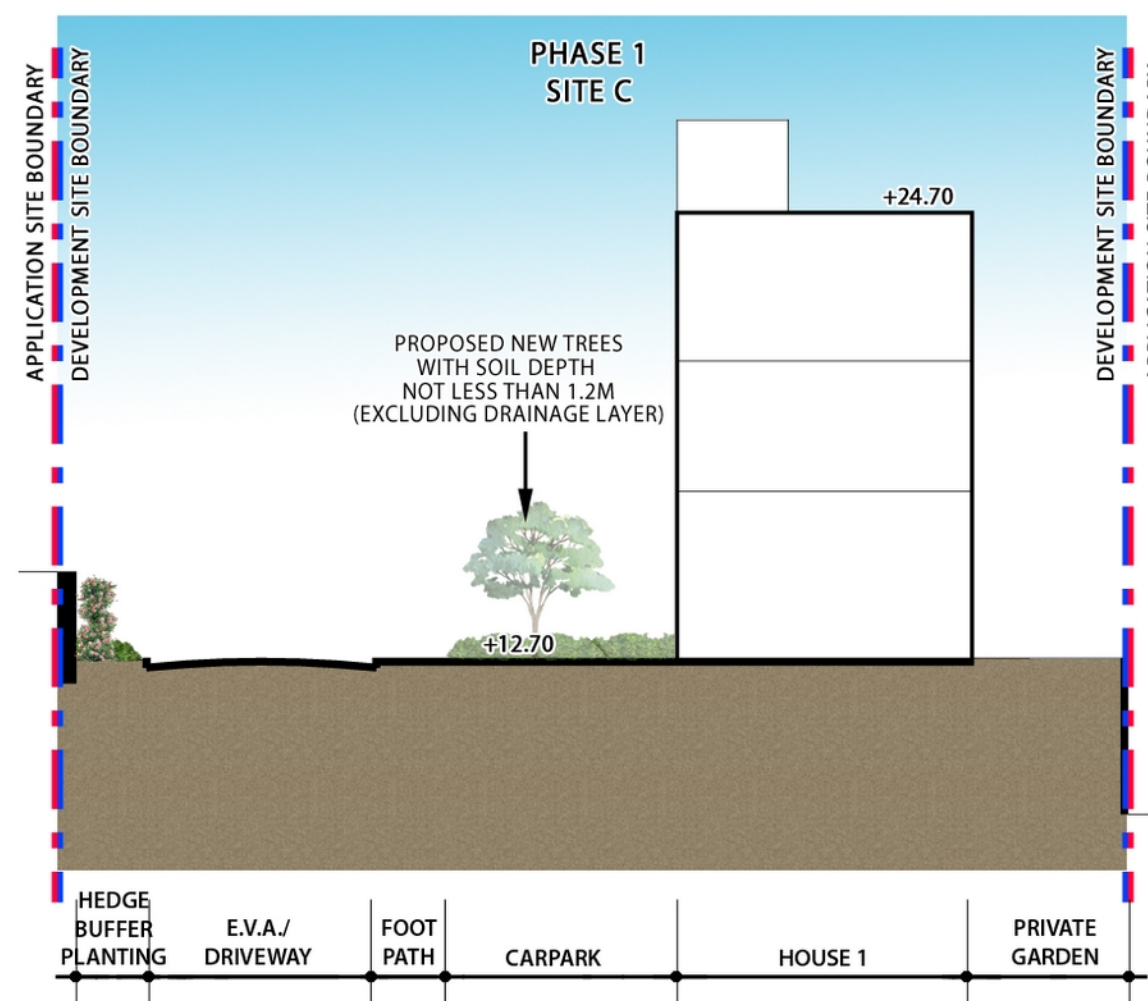 PHASE 1
SITE C
APPLICATION SITE BOUNDARY
DEVELOPMENT SITE BOUNDARY
DEVELOPMENT SITE BOUNDARY
+24.70
PROPOSED NEW TREES
WITH SOIL DEPTH
NOT LESS THAN 1.2M
(EXCLUDING DRAINAGE LAYER)
+12.70
HEDGE
BUFFER
PLANTING
E.V.A./
DRIVEWAY
FOOT
PATH
CARPARK
HOUSE 1
PRIVATE
GARDEN